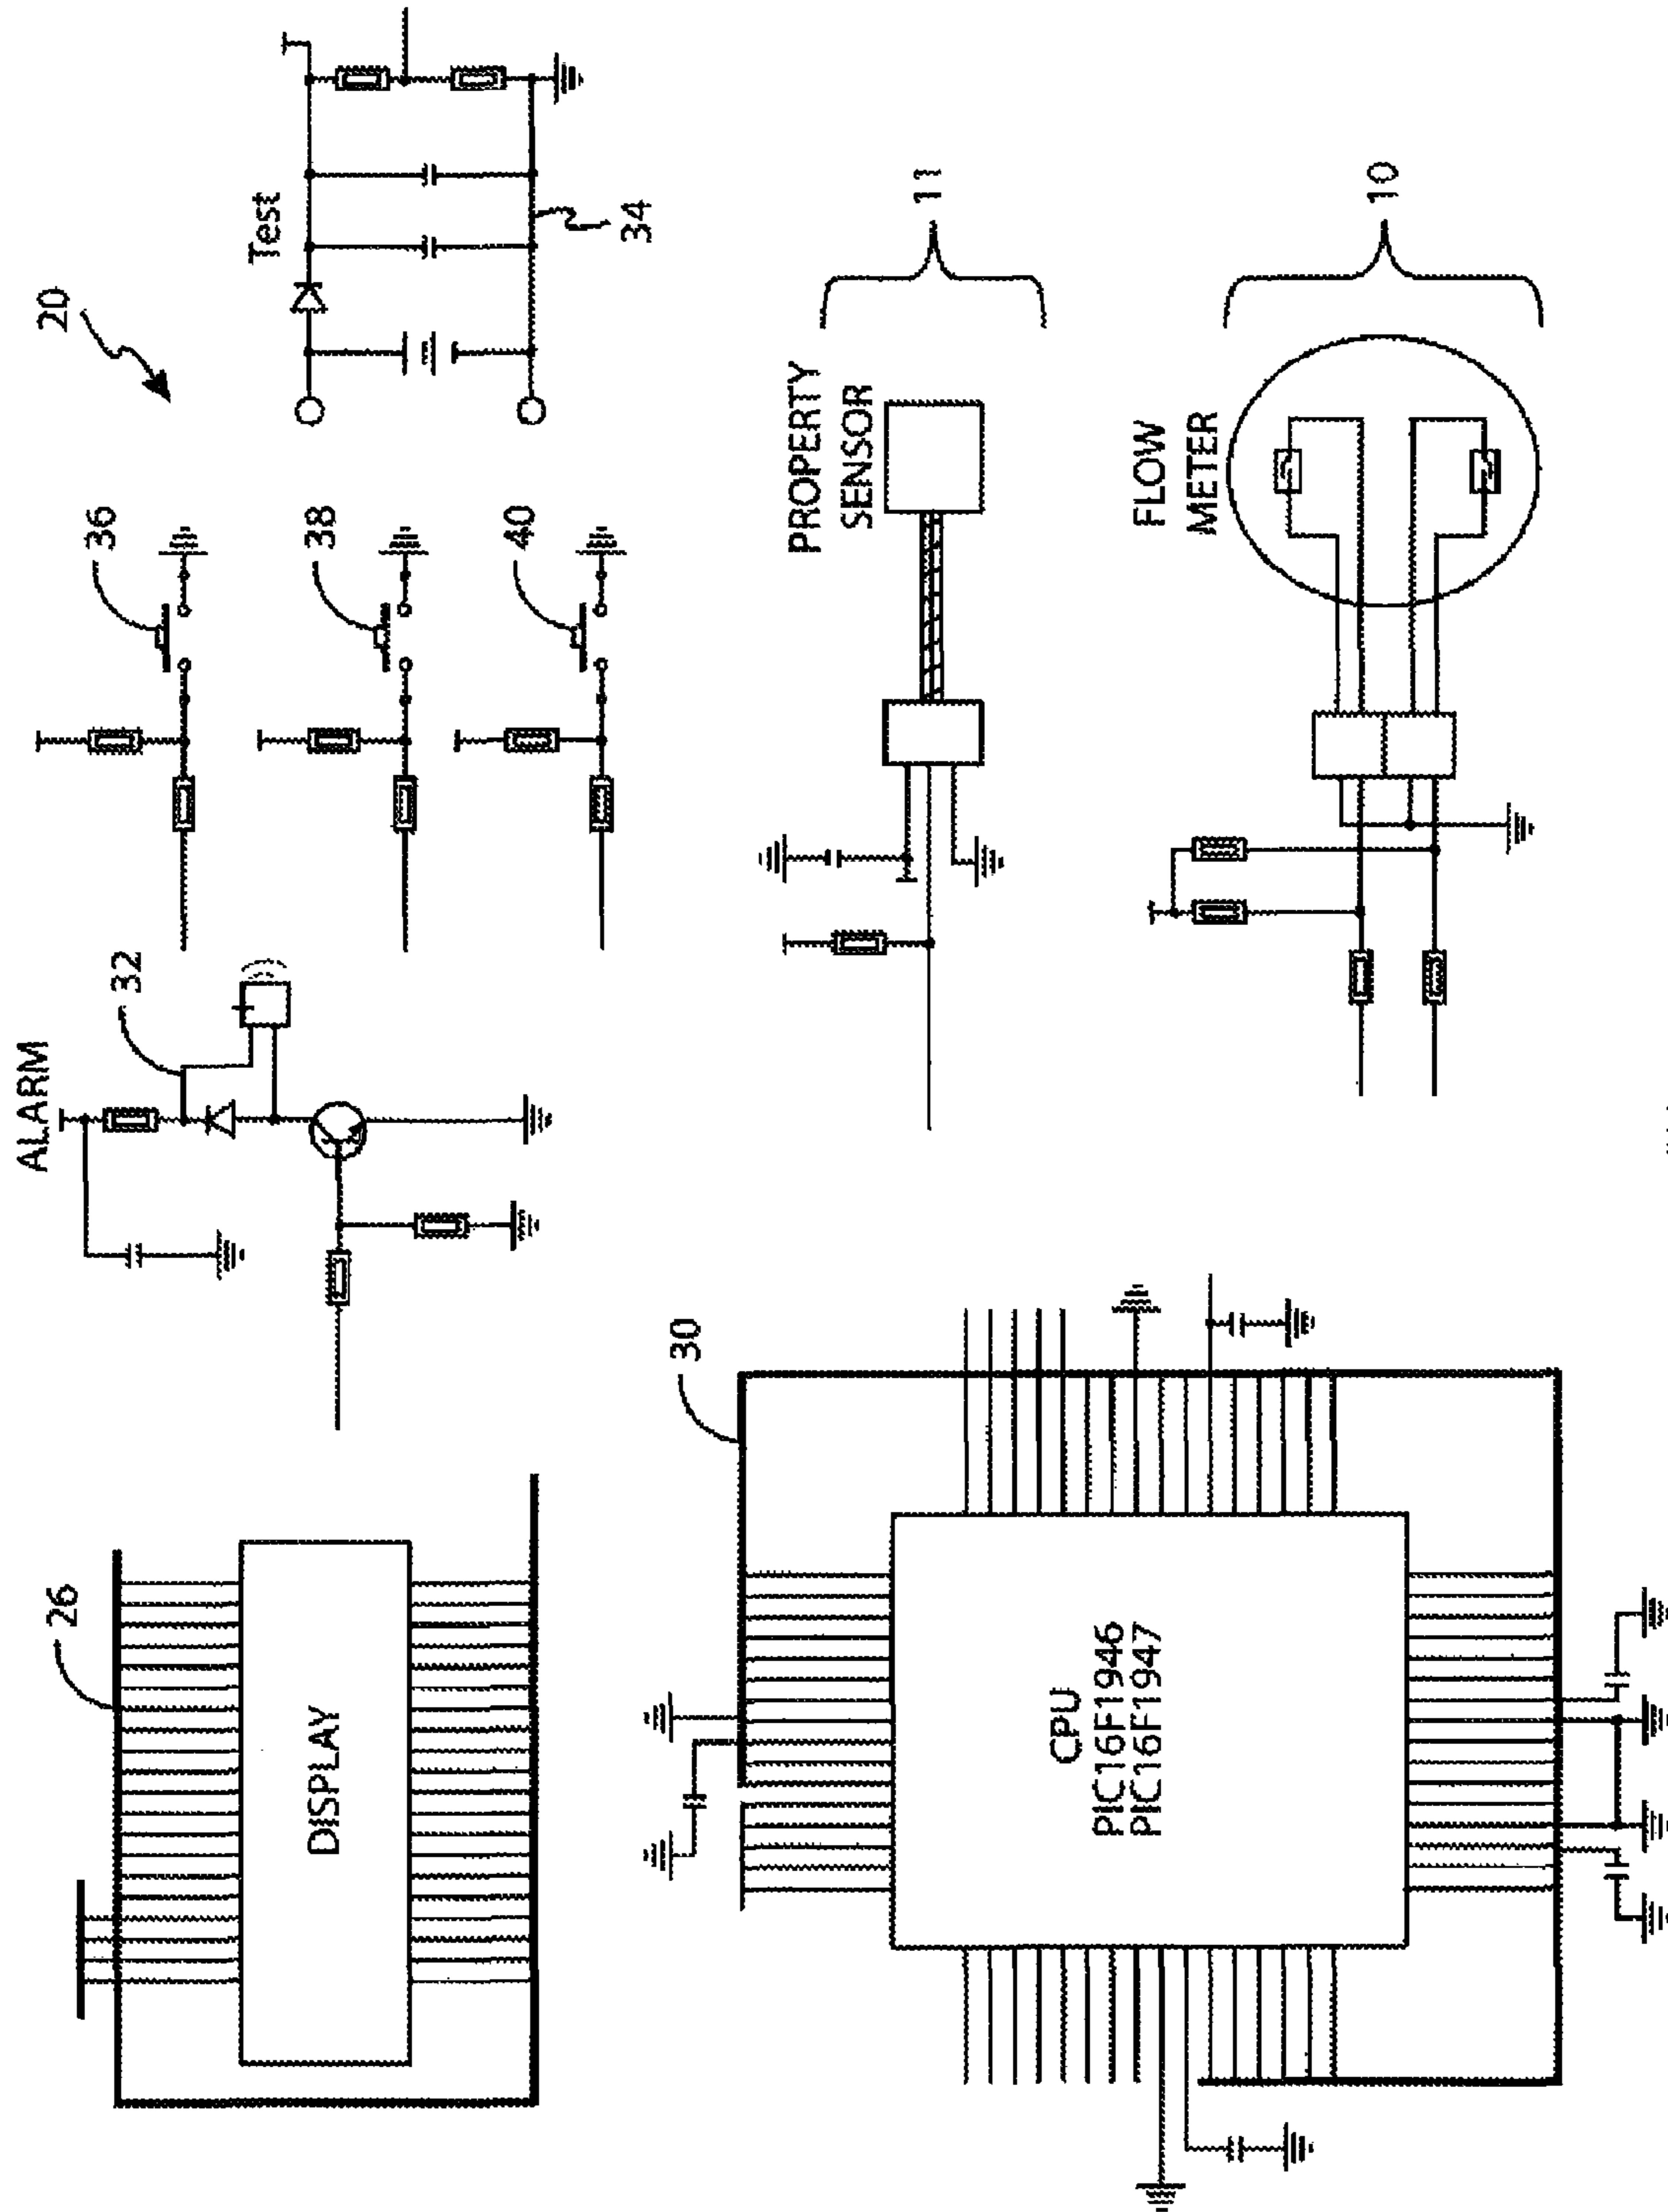 26
DISPLAY
ALARM
32
36
38
40
20
Test
34
30
CPU
PIC16F1946
PIC16F1947
PROPERTY
SENSOR
11
FLOW
METER
10